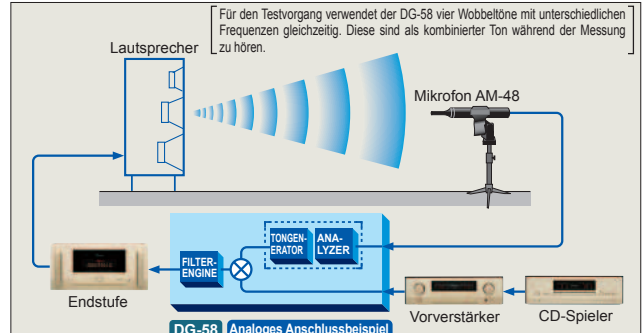 Für den Testvorgang verwendet der DG-58 vier Wobbeltöne mit unterschiedlichen
Frequenzen gleichzeitig. Diese sind als kombinierter Ton während der Messung
zu hören.
Lautsprecher
Mikrofon AM-48
TONGEN-
ERATOR
ANA-
LYZER
FILTER-
ENGINE
Endstufe
Vorverstärker
CD-Spieler
DG-58
Analoges Anschlussbeispiel